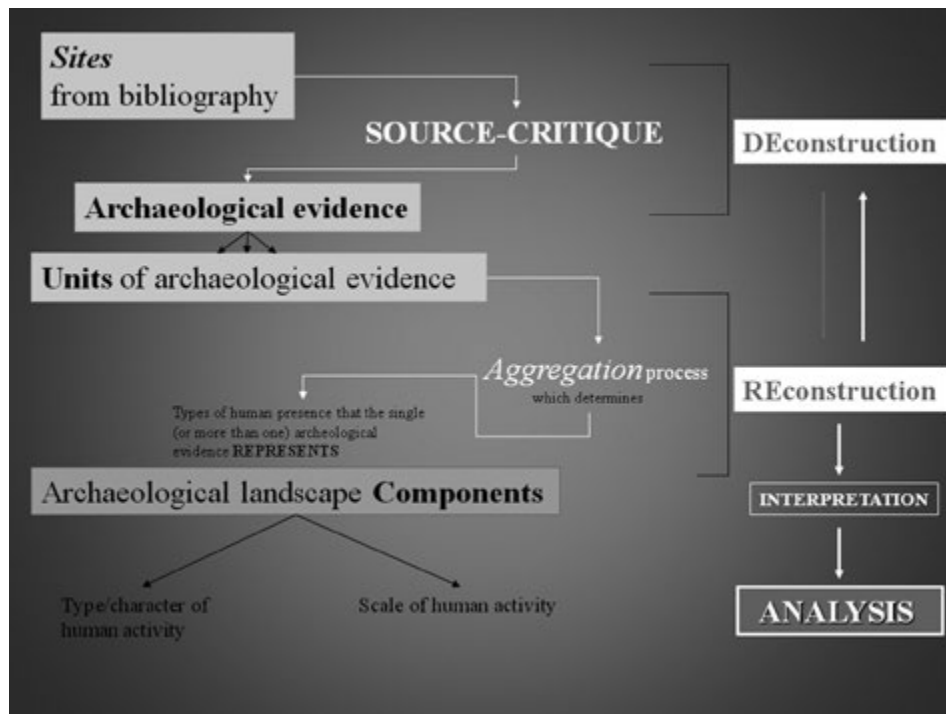 Sites
from bibliography
SOURCE-CRITIQUE
DEconstruction
Archaeological evidence
Units of archaeological evidence
Aggregation process
which determines
REconstruction
Types of human presence that the single
(or more than one) archeological
evidence REPRESENTS
Archaeological landscape Components
INTERPRETATION
Type/character of
human activity
Scale of human activity
ANALYSIS